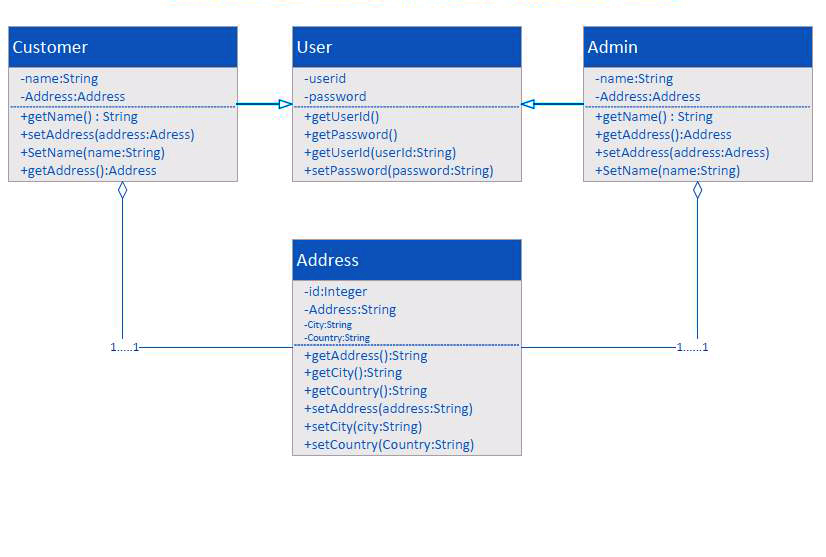 Customer
-name:String
-Address:Address
+getName() : String
+setAddress(address:Adress)
+SetName(name:String)
+getAddress():Address
User
-userid
-password
+getUserId()
+getPassword()
+getUserId(userId:String)
+setPassword(password:String)
Admin
-name:String
-Address:Address
+getName() : String
+getAddress():Address
+setAddress(address:Adress)
+SetName(name:String)
Address
-id:Integer
-Address:String
-City:String
-Country:String
+getAddress():String
+getCity():String
+getCountry():String
+setAddress(address:String)
+setCity(city:String)
+setCountry(Country:String)
1.....1
1......1